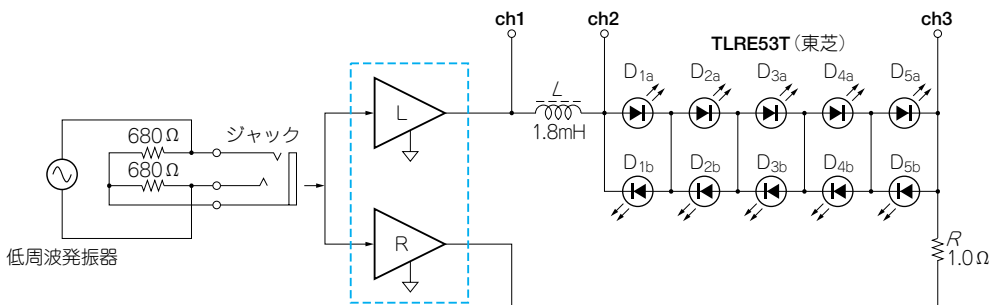 ch1
ch2
ch3
TLRE53T（東芝）
D1a
D2a
D3a
D4a
D5a
L
1.8mH
680Ω
680Ω
ジャック
L
D1b
D2b
D3b
D4b
D5b
R
R
1.0Ω
低周波発振器